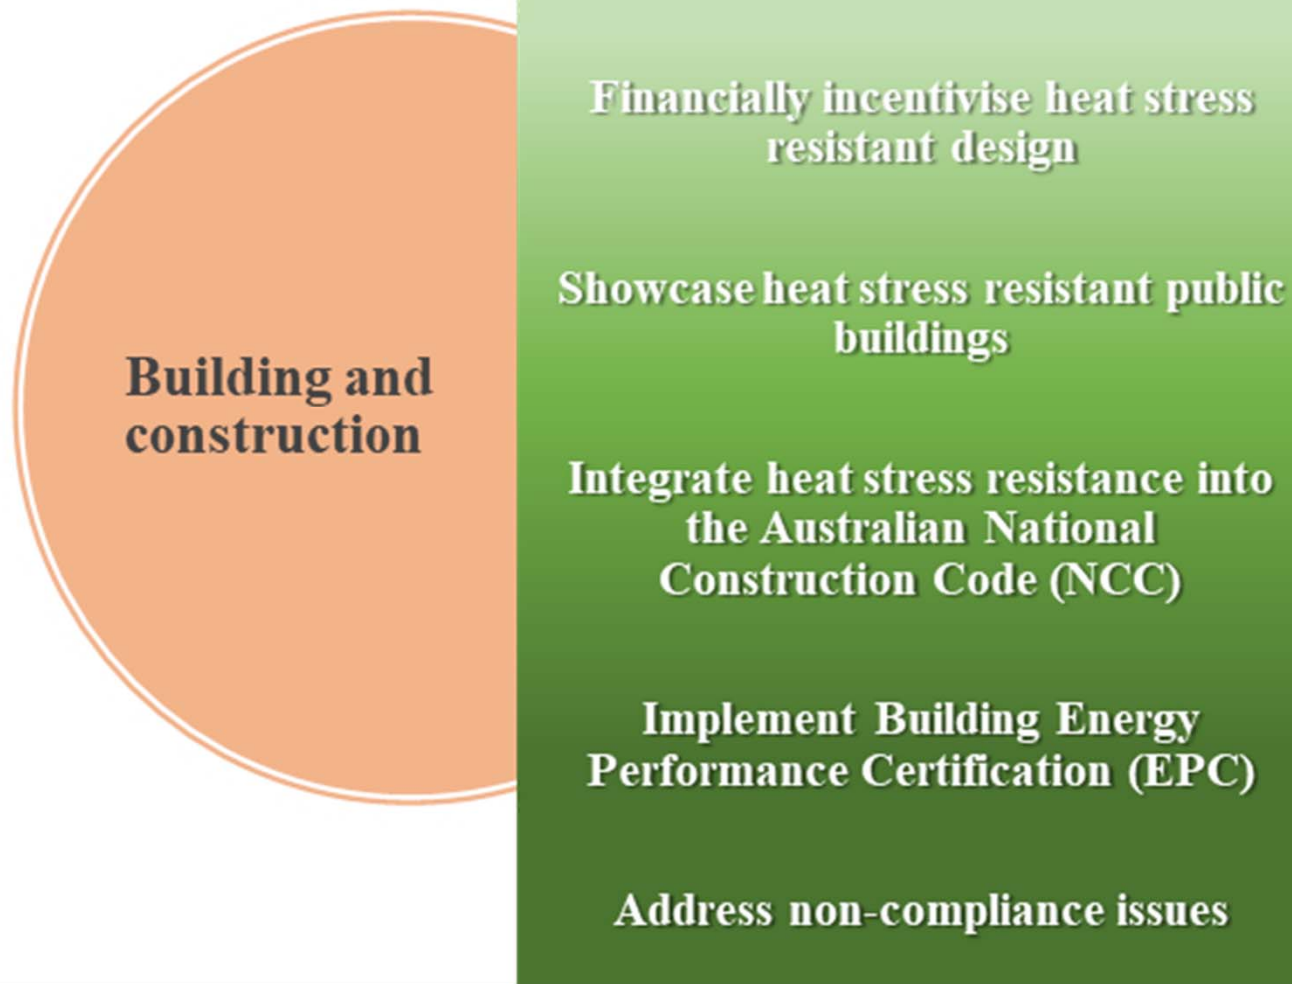 Building and
construction
Financially incentivise heat stress
resistant design
Showcase heat stress resistant public
buildings
Integrate heat stress resistance into
the Australian National
Construction Code (NCC)
Implement Building Energy
Performance Certification (EPC)
Address non-compliance issues